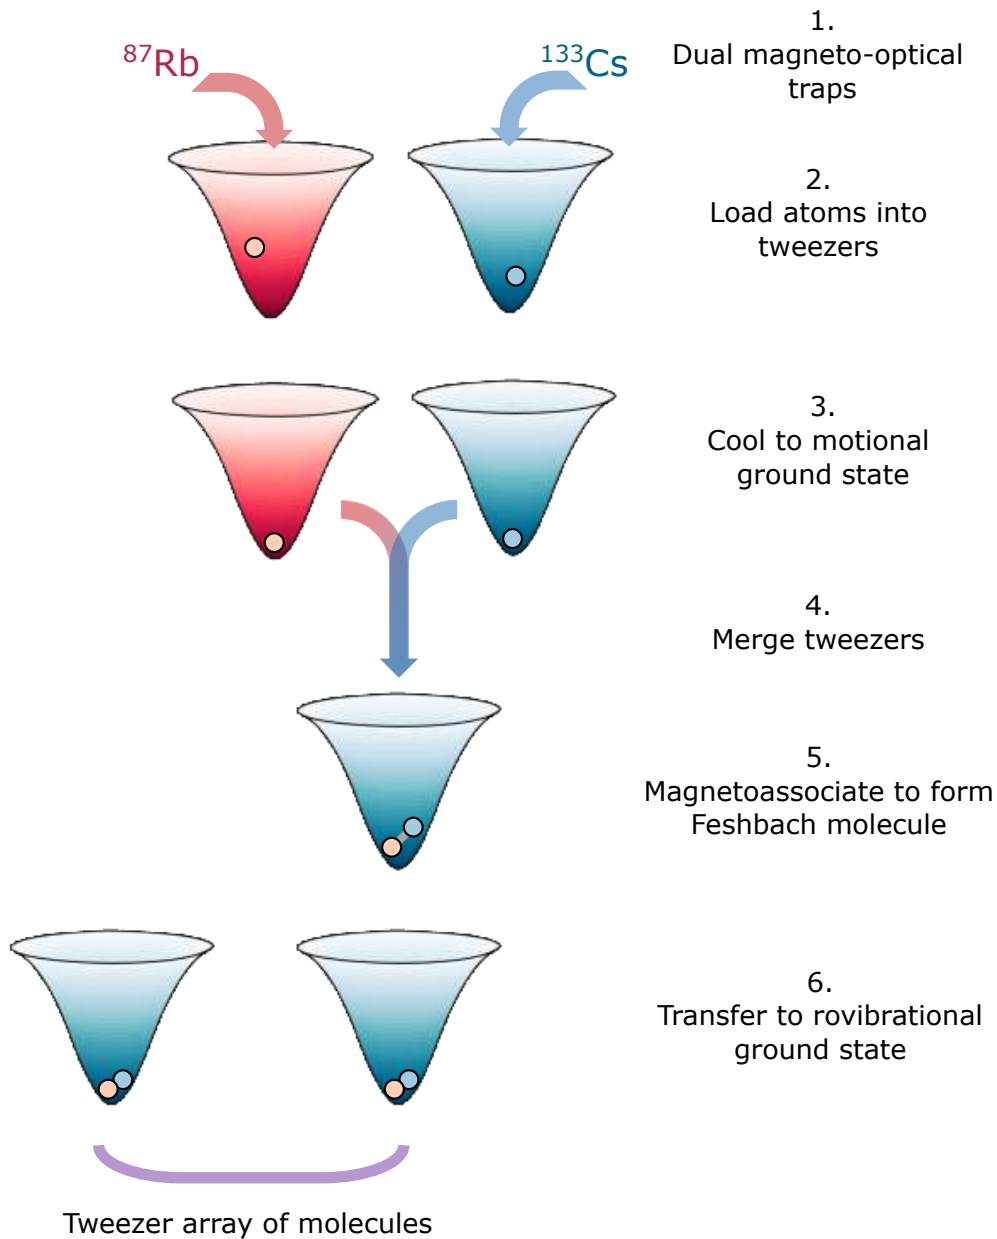 ⁸⁷Rb
¹³³Cs
1.
Dual magneto-optical
traps
2.
Load atoms into
tweezers
3.
Cool to motional
ground state
4.
Merge tweezers
5.
Magnetoassociate to form
Feshbach molecule
6.
Transfer to rovibrational
ground state
Tweezer array of molecules